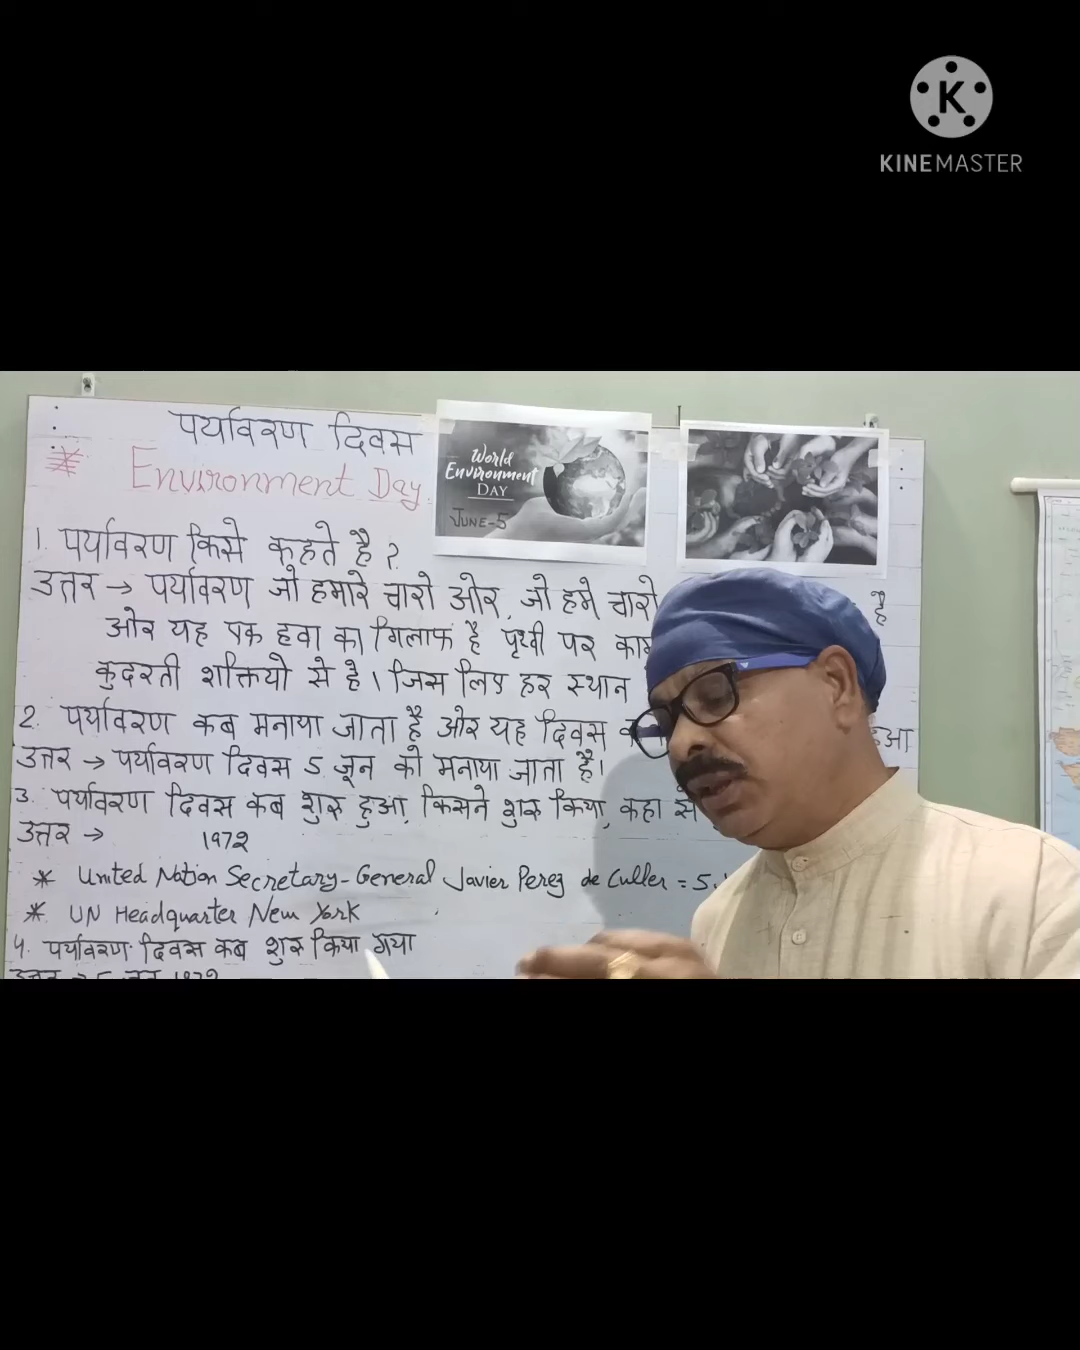 KINEMASTER
पर्यावरण दिवस
Environment Day.
World
Environment
DAY
JUNE-5
1. पर्यावरण किसे कहते है ?
उत्तर → पर्यावरण जो हमारे चारो ओर, जो हमे चारो है
ओर यह एक हवा का गिलाफ है पृथ्वी पर काम
कुदरती शक्तियो से है। जिस लिए हर स्थान
2. पर्यावरण कब मनाया जाता है ओर यह दिवस
उत्तर → पर्यावरण दिवस 5 जून को मनाया जाता है।
3. पर्यावरण दिवस कब शुरू हुआ, किसने शुरू किया, कहा से
उत्तर → 1972
* United Nation Secretary-General Javier Perez de Culler = 5.
* UN Headquarter New York
4. पर्यावरण दिवस कब शुरू किया गया